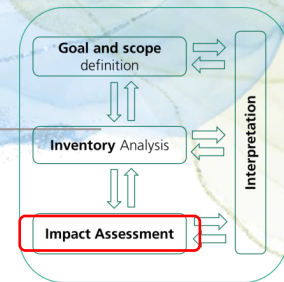 Goal and scope
definition
Inventory Analysis
Impact Assessment
Interpretation